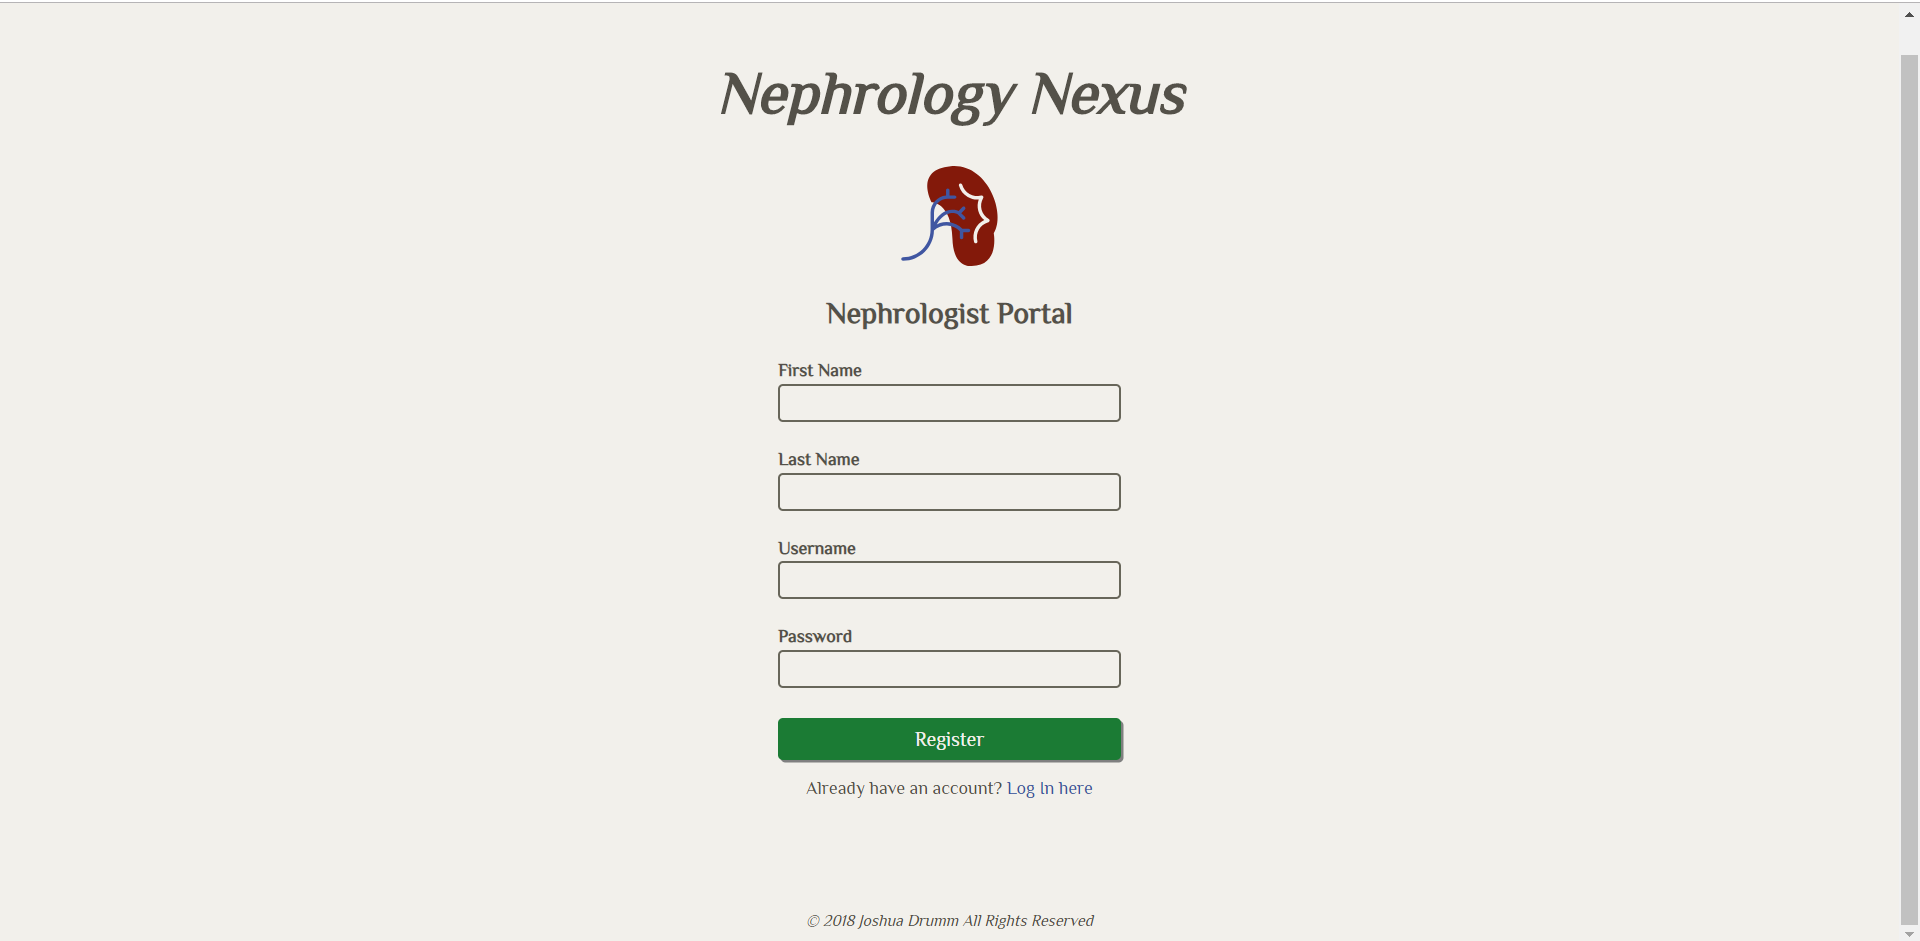 Nephrology Nexus
Nephrologist Portal
First Name
Last Name
Username
Password
Register
Already have an account? Log In here
© 2018 Joshua Drumm All Rights Reserved